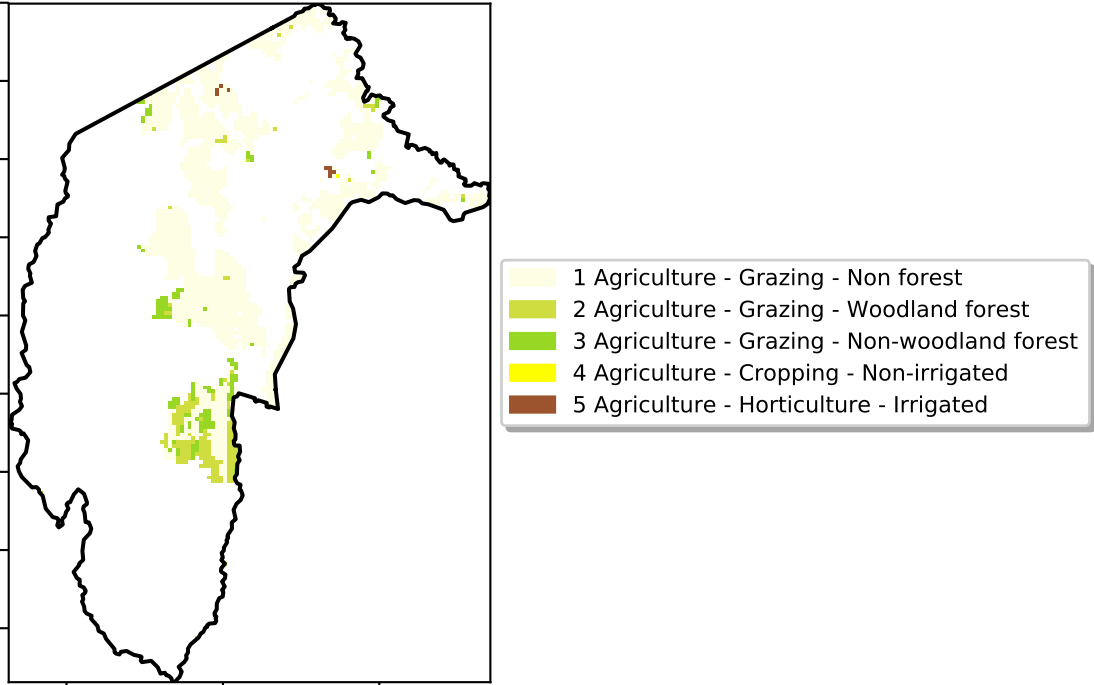 1 Agriculture - Grazing - Non forest
2 Agriculture - Grazing - Woodland forest
3 Agriculture - Grazing - Non-woodland forest
4 Agriculture - Cropping - Non-irrigated
5 Agriculture - Horticulture - Irrigated